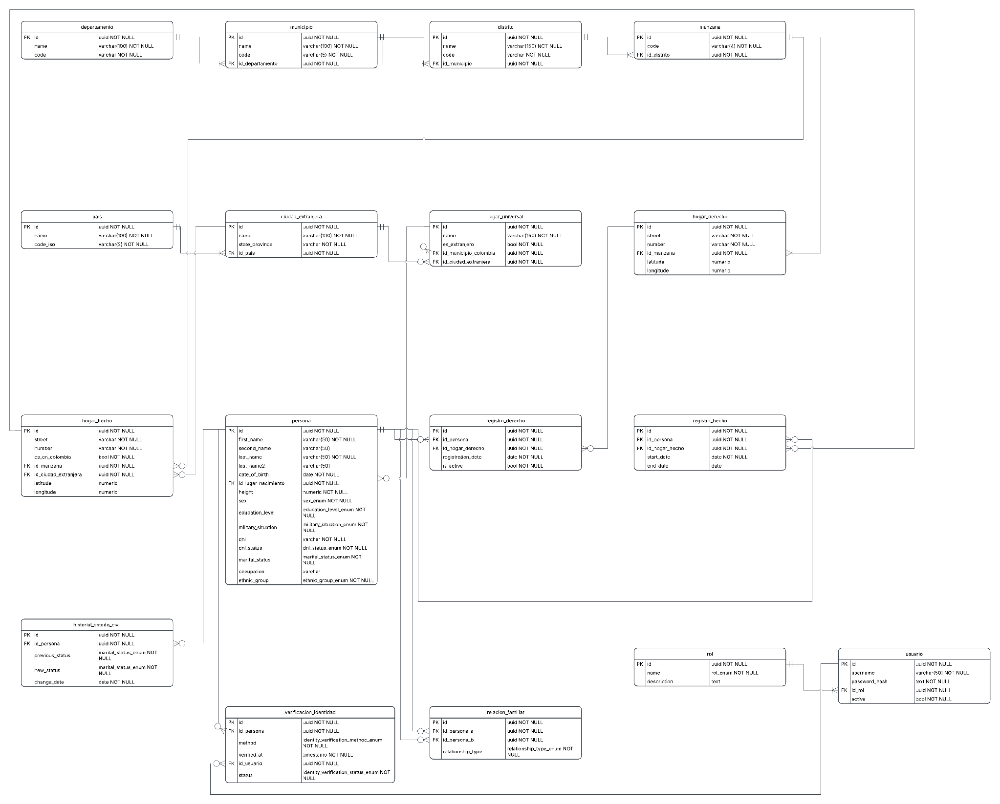 departamento
PK id uuid NOT NULL
name varchar(100) NOT NULL
code varchar NOT NULL
municipio
PK id uuid NOT NULL
name varchar(100) NOT NULL
code varchar(5) NOT NULL
FK id_departamento uuid NOT NULL
distrito
PK id uuid NOT NULL
name varchar(150) NOT NULL
code varchar NOT NULL
FK id_municipio uuid NOT NULL
manzana
PK id uuid NOT NULL
code varchar(4) NOT NULL
FK id_distrito uuid NOT NULL
pais
PK id uuid NOT NULL
name varchar(100) NOT NULL
code_iso varchar(2) NOT NULL
ciudad_extranjera
PK id uuid NOT NULL
name varchar(100) NOT NULL
state_province varchar NOT NULL
FK id_pais uuid NOT NULL
lugar_universal
PK id uuid NOT NULL
name varchar(150) NOT NULL
es_extranjero bool NOT NULL
FK id_municipio_colombia uuid NOT NULL
FK id_ciudad_extranjera uuid NOT NULL
hogar_derecho
PK id uuid NOT NULL
street varchar NOT NULL
number varchar NOT NULL
FK id_manzana uuid NOT NULL
latitude numeric
longitude numeric
hogar_hecho
PK id uuid NOT NULL
street varchar NOT NULL
number varchar NOT NULL
es_en_colombia bool NOT NULL
FK id_manzana uuid NOT NULL
FK id_ciudad_extranjera uuid NOT NULL
latitude numeric
longitude numeric
persona
PK id uuid NOT NULL
first_name varchar(50) NOT NULL
second_name varchar(50)
last_name varchar(50) NOT NULL
last_name2 varchar(50)
date_of_birth date NOT NULL
FK id_lugar_nacimiento uuid NOT NULL
height numeric NOT NULL
sex sex_enum NOT NULL
education_level education_level_enum NOT
NULL
military_situation military_situation_enum NOT
NULL
dni varchar NOT NULL
dni_status dni_status_enum NOT NULL
marital_status marital_status_enum NOT
NULL
occupation varchar
ethnic_group ethnic_group_enum NOT NULL
registro_derecho
PK id uuid NOT NULL
FK id_persona uuid NOT NULL
FK id_hogar_derecho uuid NOT NULL
registration_date date NOT NULL
is_active bool NOT NULL
registro_hecho
PK id uuid NOT NULL
FK id_persona uuid NOT NULL
FK id_hogar_hecho uuid NOT NULL
start_date date NOT NULL
end_date date
historial_estado_civil
PK id uuid NOT NULL
FK id_persona uuid NOT NULL
previous_status marital_status_enum NOT
NULL
new_status marital_status_enum NOT
NULL
change_date date NOT NULL
rol
PK id uuid NOT NULL
name rol_enum NOT NULL
description text
usuario
PK id uuid NOT NULL
username varchar(50) NOT NULL
password_hash text NOT NULL
FK id_rol uuid NOT NULL
active bool NOT NULL
verificacion_identidad
PK id uuid NOT NULL
FK id_persona uuid NOT NULL
method identity_verification_method_enum
NOT NULL
verified_at timestamp NOT NULL
FK id_usuario uuid NOT NULL
status identity_verification_status_enum NOT
NULL
relacion_familiar
PK id uuid NOT NULL
FK id_persona_a uuid NOT NULL
FK id_persona_b uuid NOT NULL
relationship_type relationship_type_enum NOT
NULL